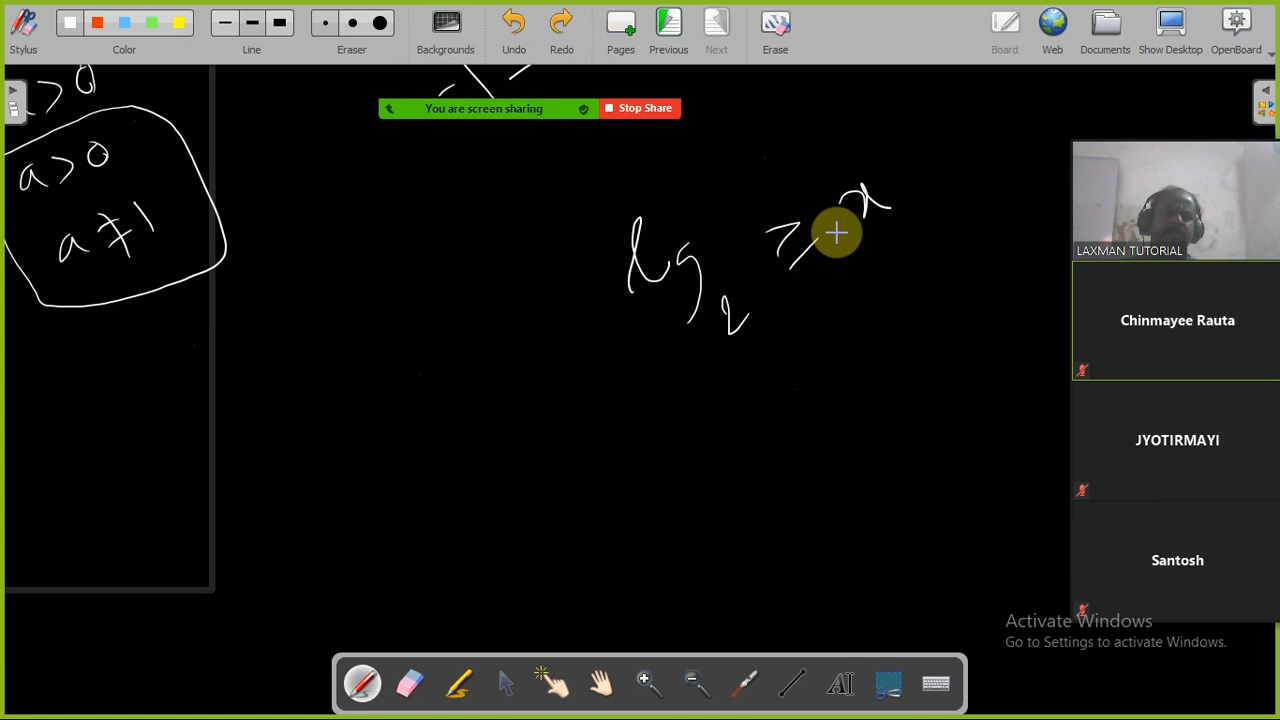 Stylus Color Line Eraser Backgrounds Undo Redo Pages Previous Next Erase Board Web Documents Show Desktop OpenBoard
You are screen sharing Stop Share
a>0
a≠1
log₂
x
LAXMAN TUTORIAL
Chinmayee Rauta
JYOTIRMAYI
Santosh
Activate Windows
Go to Settings to activate Windows.